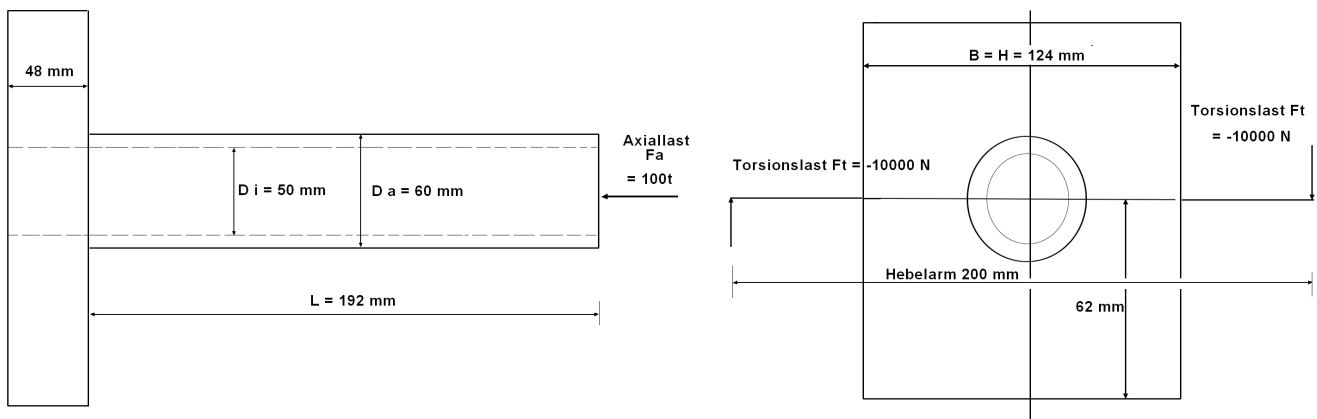 48 mm
D i = 50 mm
D a = 60 mm
Axiallast
Fa
= 100t
L = 192 mm
B = H = 124 mm
Torsionslast Ft
= -10000 N
Torsionslast Ft = -10000 N
Hebelarm 200 mm
62 mm